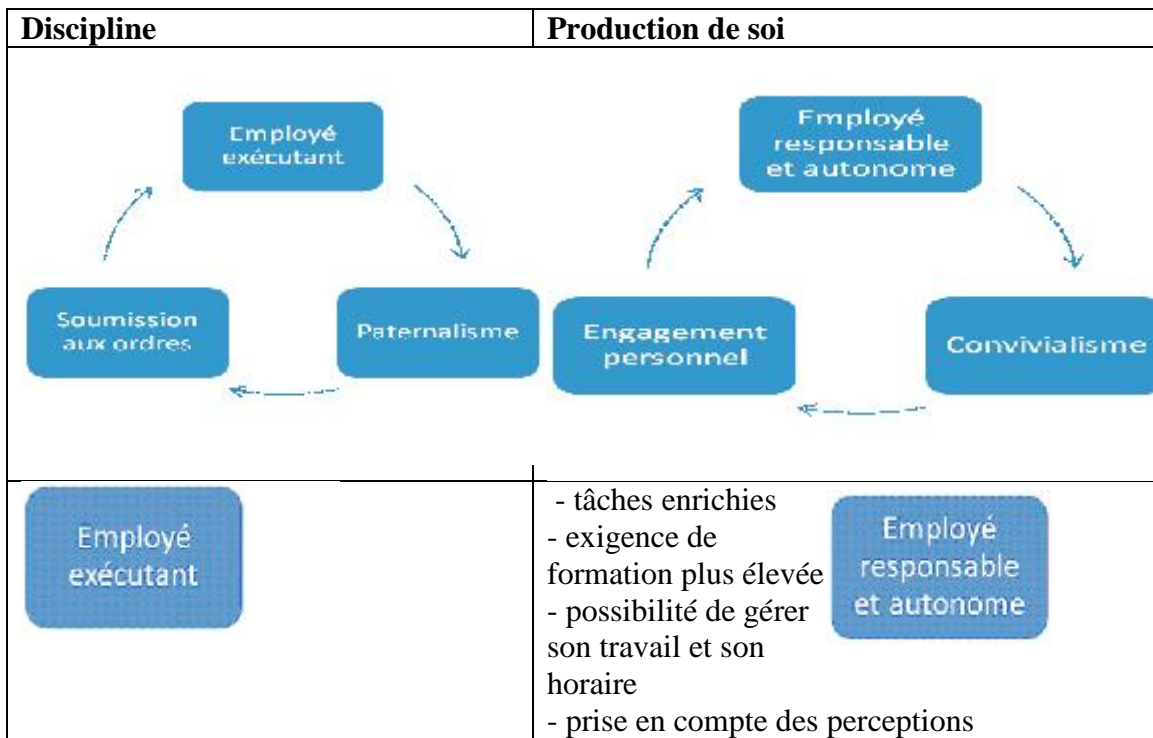 Discipline
Production de soi
Employé
exécutant
Soumission
aux ordres
Paternalisme
Employé
responsable
et autonome
Engagement
personnel
Convivialisme
Employé
exécutant
- tâches enrichies
- exigence de
formation plus élevée
- possibilité de gérer
son travail et son
horaire
- prise en compte des perceptions
Employé
responsable
et autonome